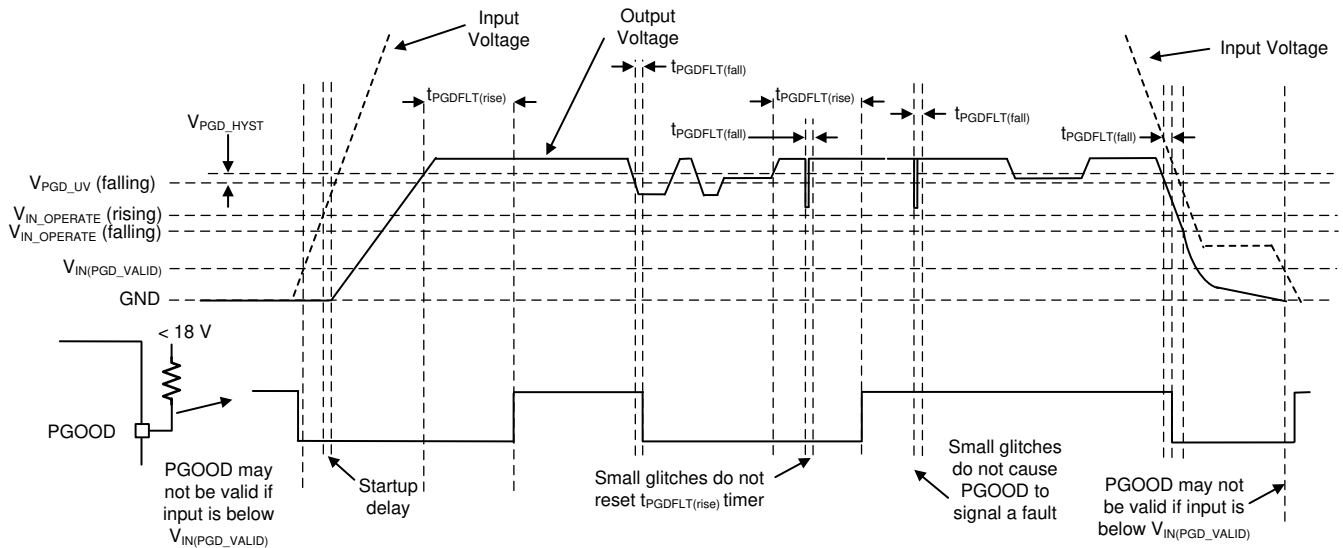 Input
Voltage
Output
Voltage
Input Voltage
tPGDFLT(fall)
tPGDFLT(rise)
tPGDFLT(rise)
tPGDFLT(fall)
tPGDFLT(fall)
tPGDFLT(fall)
VPGD_HYST
VPGD_UV (falling)
VIN_OPERATE (rising)
VIN_OPERATE (falling)
VIN(PGD_VALID)
GND
< 18 V
PGOOD
PGOOD may
not be valid if
input is below
VIN(PGD_VALID)
Startup
delay
Small glitches do not
reset tPGDFLT(rise) timer
Small glitches
do not cause
PGOOD to
signal a fault
PGOOD may not
be valid if input is
below VIN(PGD_VALID)